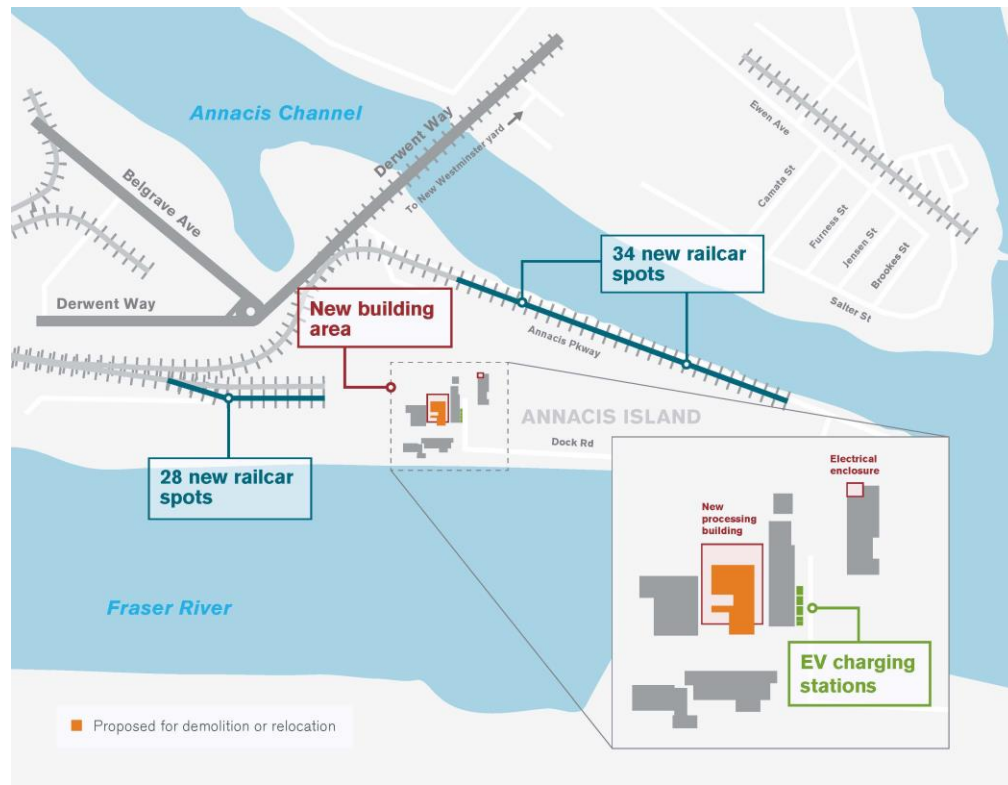 Annacis Channel
Derwent Way
To New Westminster yard
Belgrave Ave
Derwent Way
Ewen Ave
Camata St
Furness St
Jensen St
Brookes St
Salter St
34 new railcar
spots
New building
area
Annacis Pkway
ANNACIS ISLAND
Dock Rd
28 new railcar
spots
Electrical
enclosure
New
processing
building
EV charging
stations
Fraser River
Proposed for demolition or relocation